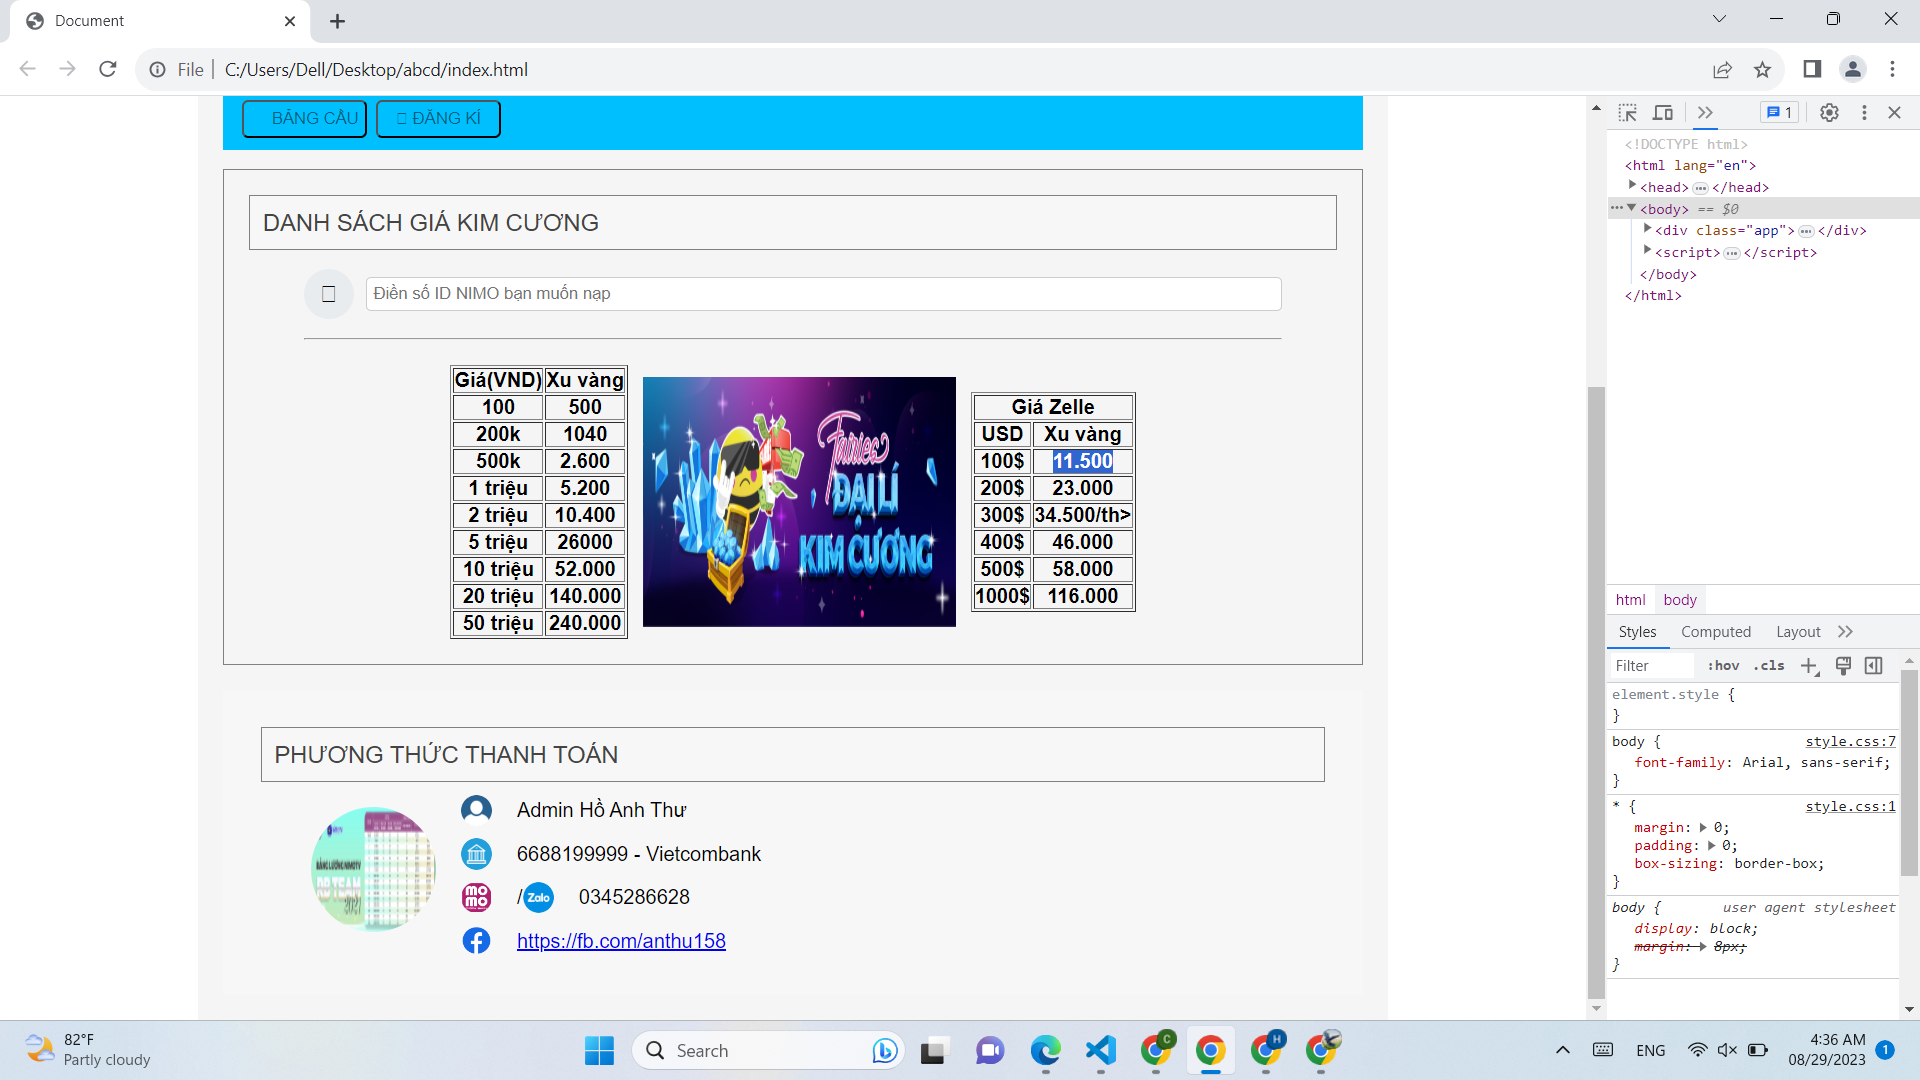 Document
File
C:/Users/Dell/Desktop/abcd/index.html
BẢNG CẦU
ĐĂNG KÍ
DANH SÁCH GIÁ KIM CƯƠNG
Điền số ID NIMO bạn muốn nạp
Giá(VND) Xu vàng
100 500
200k 1040
500k 2.600
1 triệu 5.200
2 triệu 10.400
5 triệu 26000
10 triệu 52.000
20 triệu 140.000
50 triệu 240.000
Fairies
ĐẠI LÍ
KIM CƯƠNG
Giá Zelle
USD Xu vàng
100$ 11.500
200$ 23.000
300$ 34.500/th>
400$ 46.000
500$ 58.000
1000$ 116.000
PHƯƠNG THỨC THANH TOÁN
BẢNG LƯƠNG NIMOTV
2021
Admin Hồ Anh Thư
6688199999 - Vietcombank
mo
mo
/ Zalo 0345286628
https://fb.com/anthu158
1
<!DOCTYPE html>
<html lang="en">
<head> ••• </head>
••• <body> == $0
<div class="app"> ••• </div>
<script> ••• </script>
</body>
</html>
html body
Styles Computed Layout
Filter :hov .cls
element.style {
}
body { style.css:7
font-family: Arial, sans-serif;
}
* { style.css:1
margin: 0;
padding: 0;
box-sizing: border-box;
}
body { user agent stylesheet
display: block;
margin: 8px;
}
82°F
Partly cloudy
Search
C
H
ENG
4:36 AM
08/29/2023
1